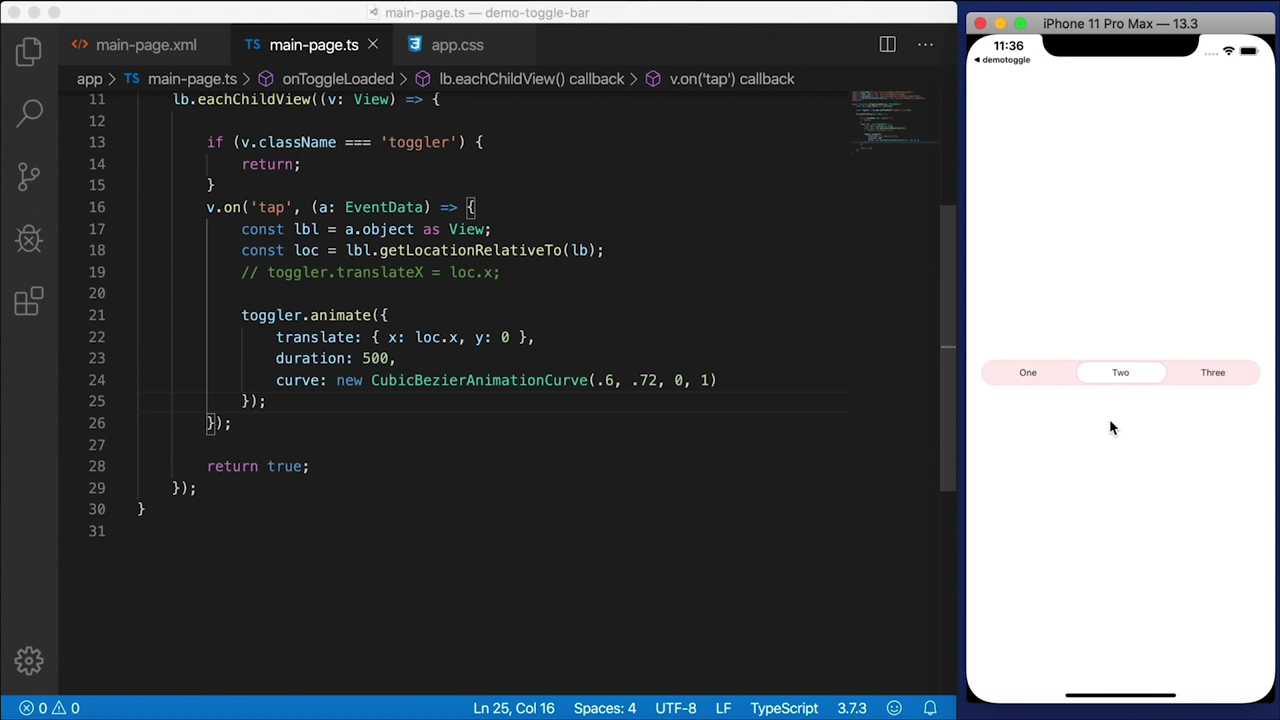 main-page.ts — demo-toggle-bar
main-page.xml
TS main-page.ts
app.css
app > TS main-page.ts > onToggleLoaded > lb.eachChildView() callback > v.on('tap') callback
11 lb.eachChildView((v: View) => {
12
13 if (v.className === 'toggler') {
14 return;
15 }
16 v.on('tap', (a: EventData) => {
17 const lbl = a.object as View;
18 const loc = lbl.getLocationRelativeTo(lb);
19 // toggler.translateX = loc.x;
20
21 toggler.animate({
22 translate: { x: loc.x, y: 0 },
23 duration: 500,
24 curve: new CubicBezierAnimationCurve(.6, .72, 0, 1)
25 });
26 });
27
28 return true;
29 });
30 }
31
0 0
Ln 25, Col 16
Spaces: 4
UTF-8
LF
TypeScript
3.7.3
iPhone 11 Pro Max — 13.3
11:36
◀ demotoggle
One
Two
Three